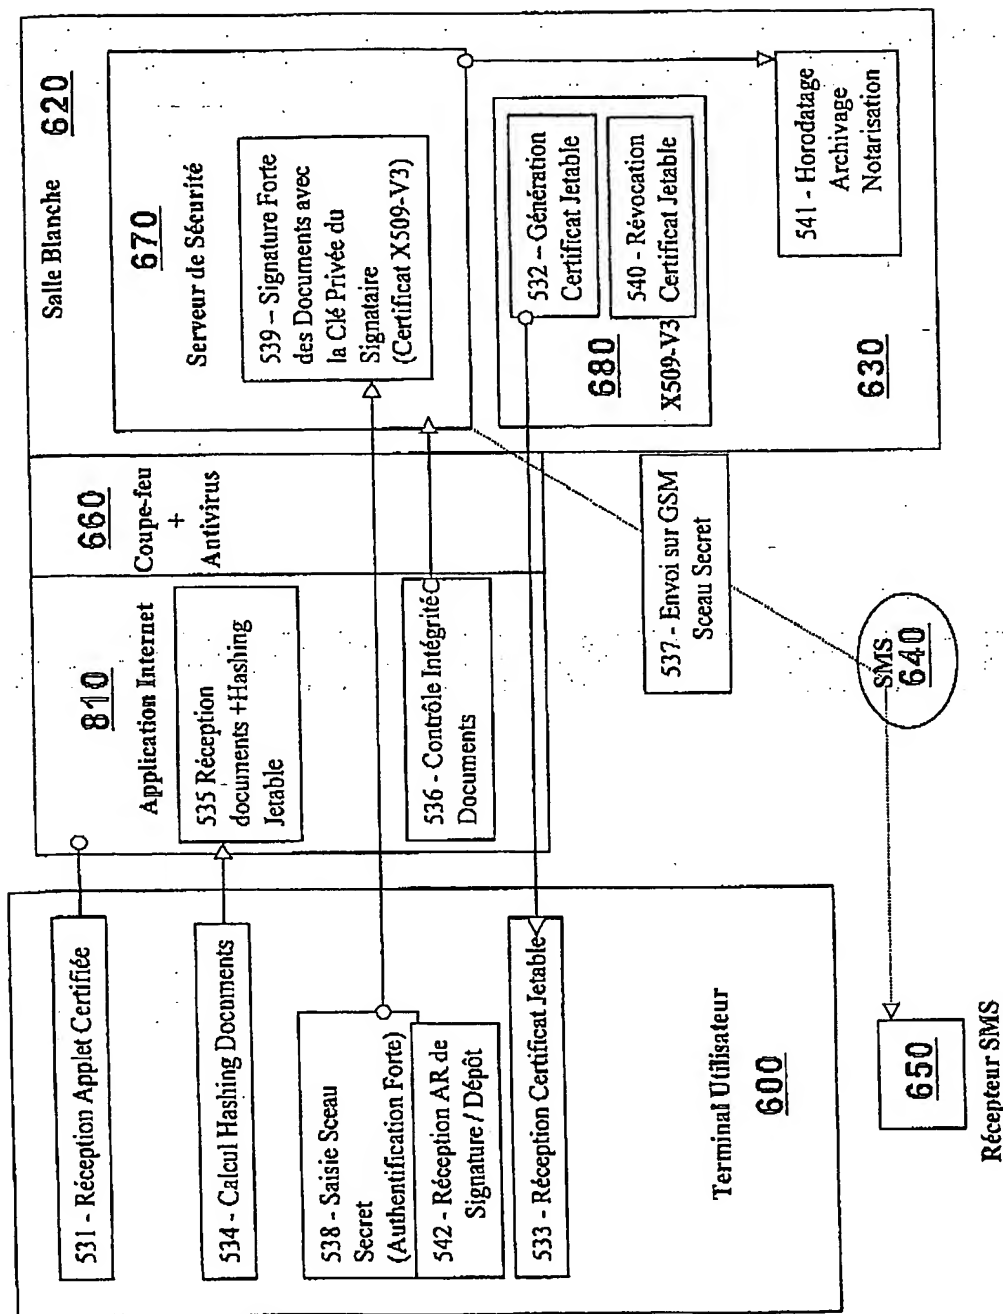 531 - Réception Applet Certifiée
534 - Calcul Hashing Documents
538 - Saisie Sceau
Secret
(Authentification Forte)
542 - Réception AR de
Signature / Dépôt
533 - Réception Certificat Jetable
Terminal Utilisateur
600
810
Application Internet
535 Réception
documents +Hashing
Jetable
536 - Contrôle Intégrité
Documents
660
Coupe-feu
+
Antivirus
Salle Blanche
620
670
Serveur de Sécurité
539 – Signature Forte
des Documents avec
la Clé Privée du
Signataire
(Certificat X509-V3)
532 – Génération
Certificat Jetable
540 - Révocation
Certificat Jetable
680
X509-V3
630
541 - Horodatage
Archivage
Notarisation
537 - Envoi sur GSM
Sceau Secret
SMS
640
650
Récepteur SMS